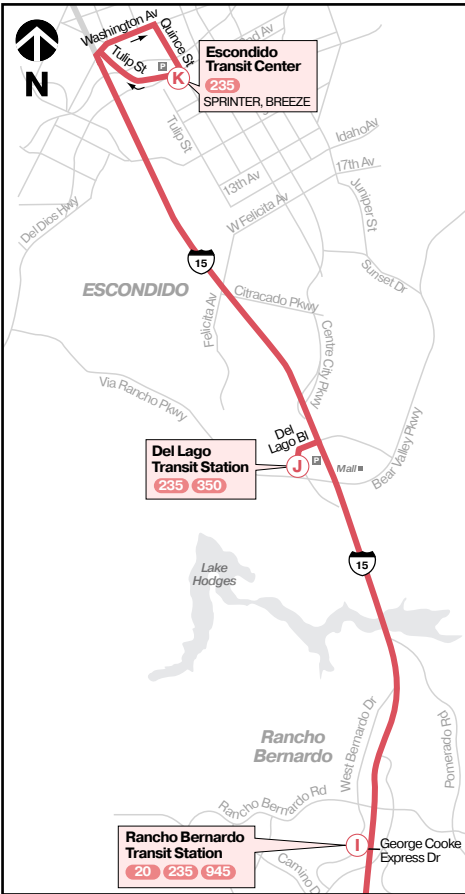 N
Washington Av
Quince St
Tulip St
P
K
Escondido
Transit Center
235
SPRINTER, BREEZE
Tulip St
Idaho Av
17th Av
13th Av
W Felicita Av
Juniper St
Del Dios Hwy
15
Sunset Dr
ESCONDIDO
Citracado Pkwy
Felicita Av
Centre City Pkwy
Via Rancho Pkwy
Bear Valley Pkwy
Del
Lago Bl
Del Lago
Transit Station
235 350
J
P
Mall
15
Lake
Hodges
West Bernardo Dr
Pomerado Rd
Rancho
Bernardo
Rancho Bernardo Rd
Rancho Bernardo
Transit Station
20 235 945
I
George Cooke
Express Dr
Camino D